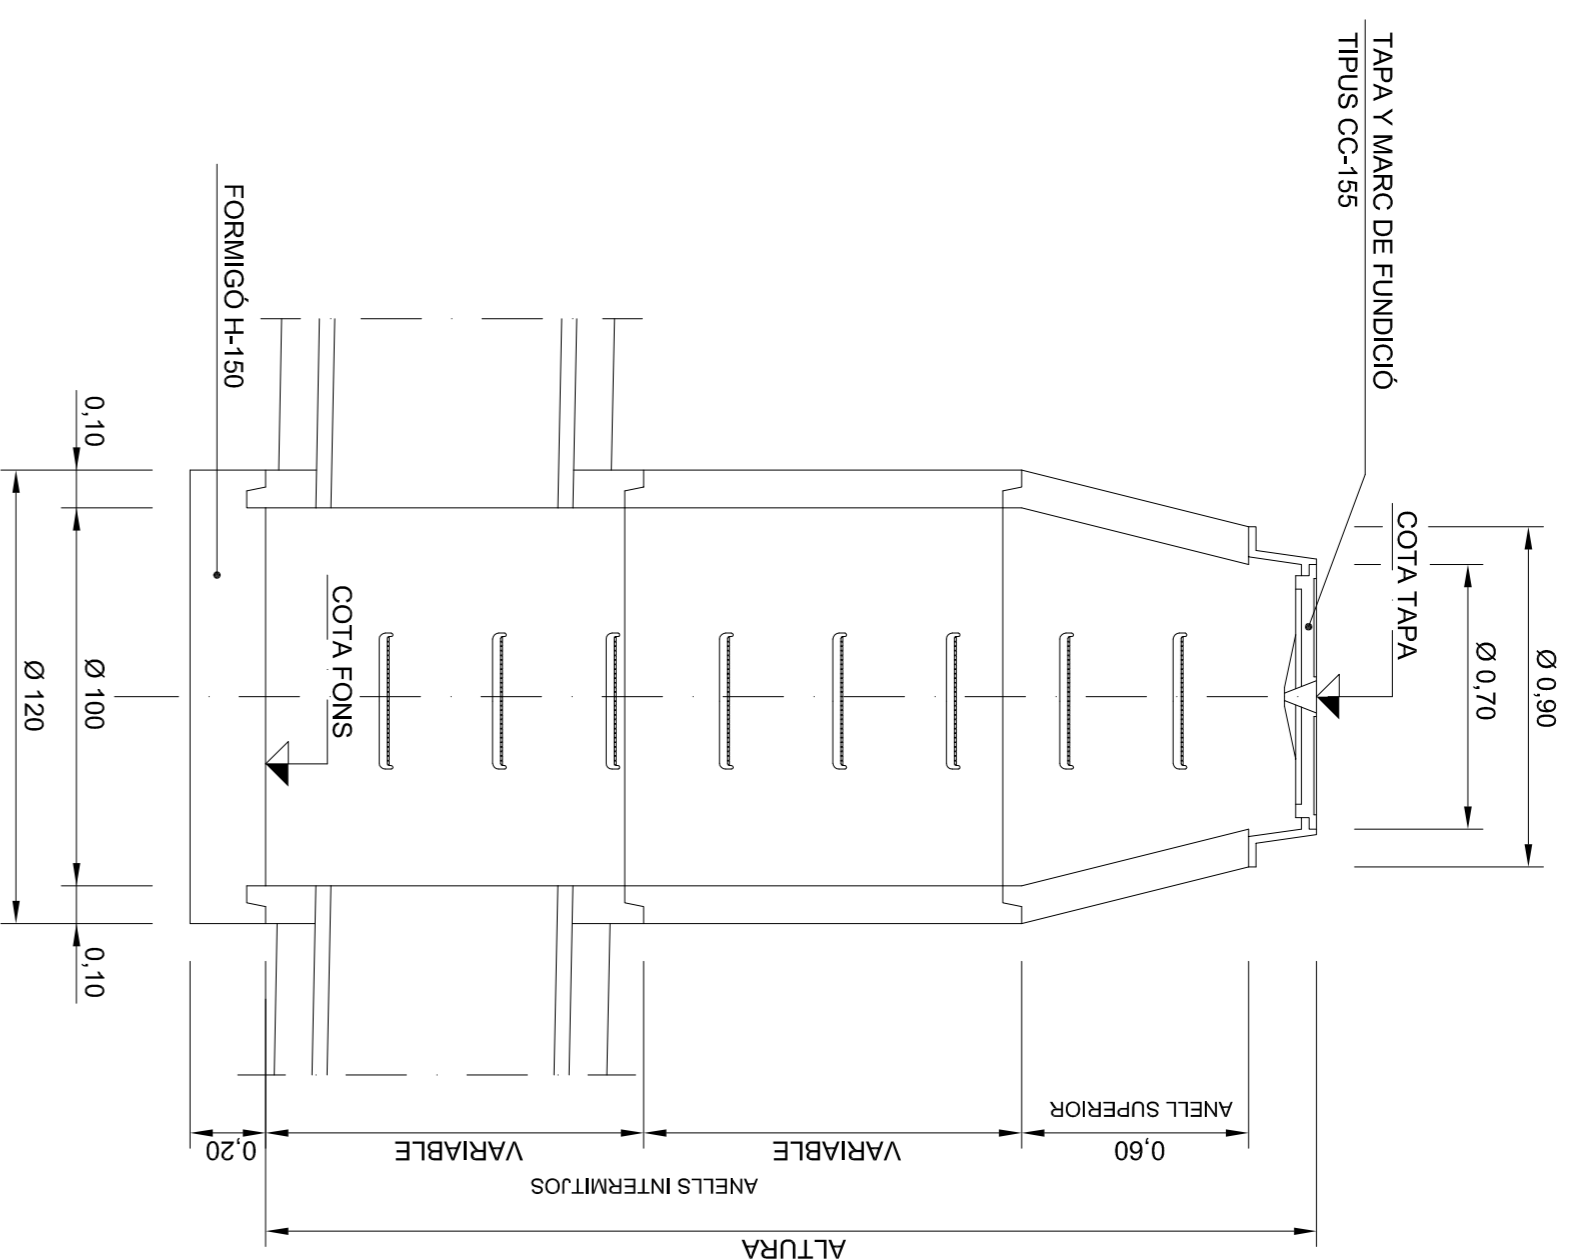 TAPA Y MARC DE FUNDICIÓ
TIPUS CC-155
Ø 0,90
Ø 0,70
COTA TAPA
ANELL SUPERIOR
0,60
VARIABLE
ANELLS INTERMITJOS
VARIABLE
ALTURA
COTA FONS
0,20
FORMIGÓ H-150
0,10
Ø 100
0,10
Ø 120